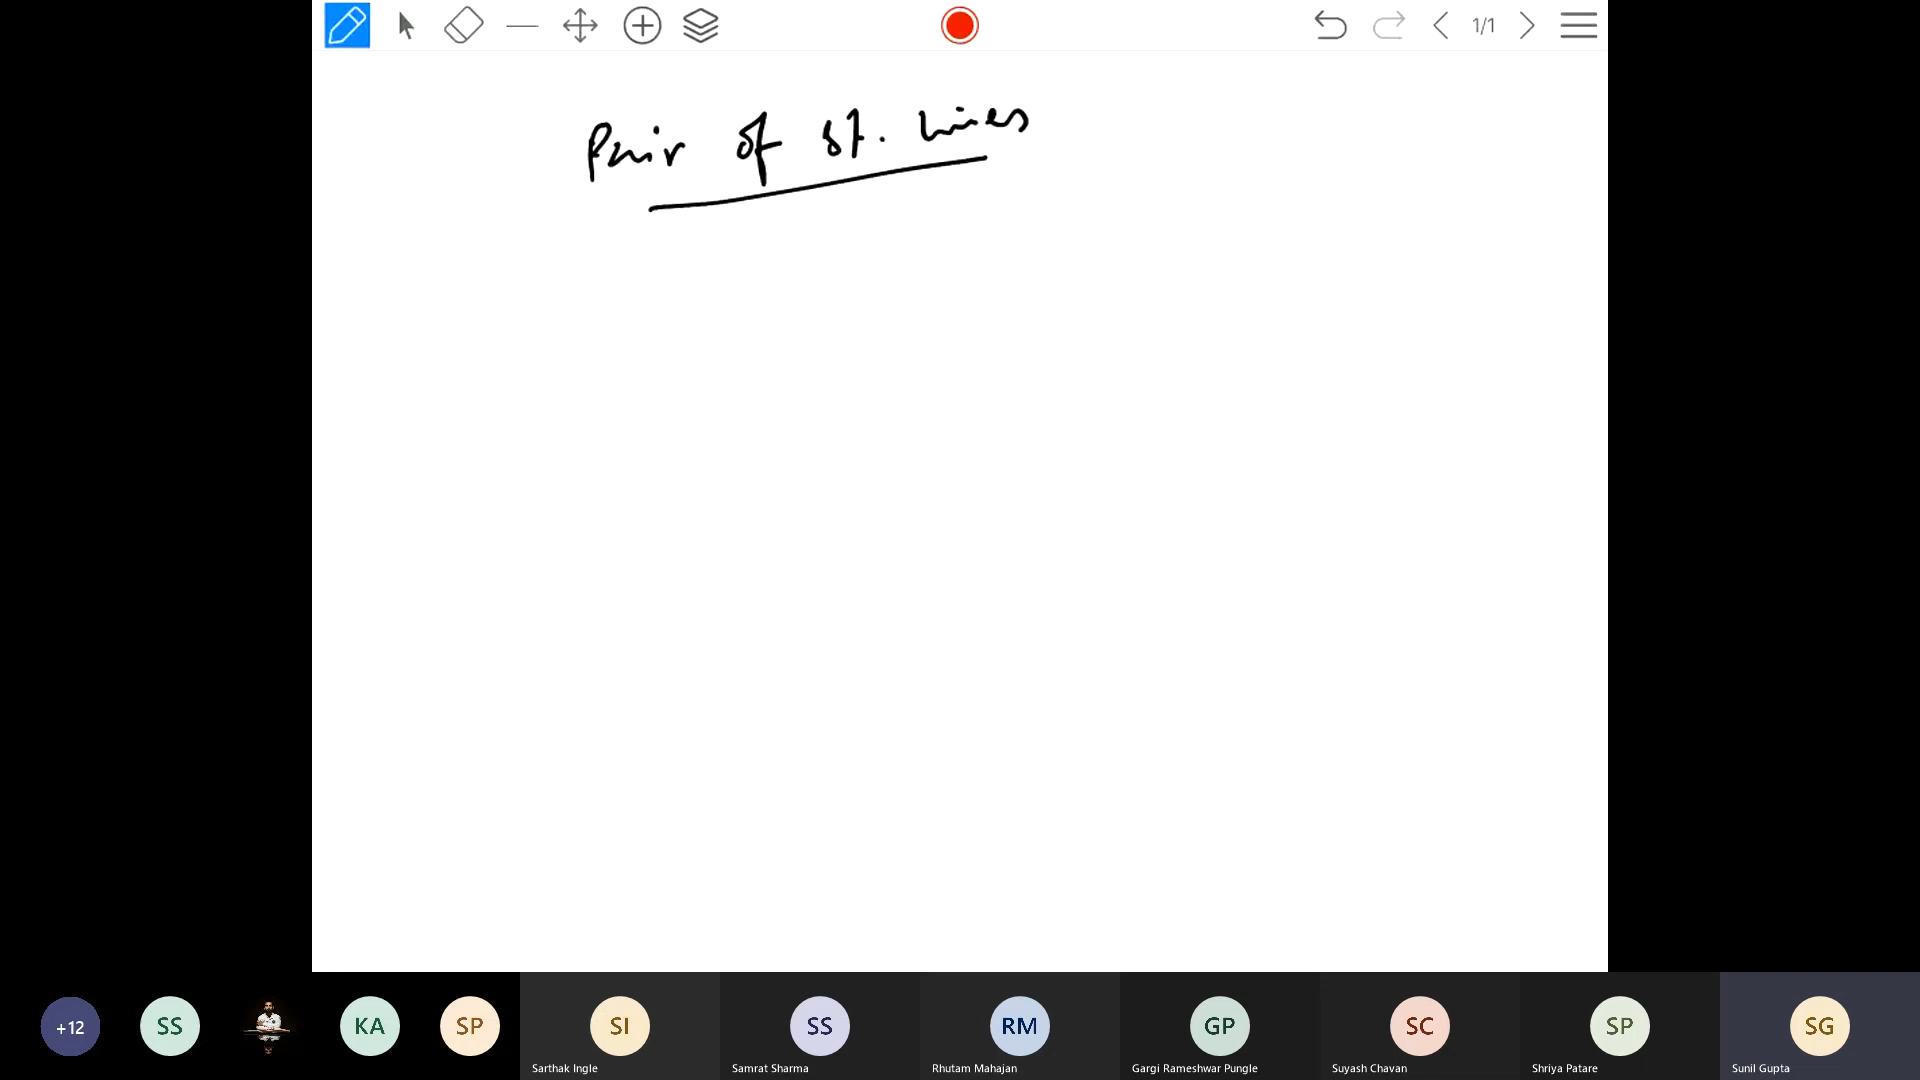 1/1
Pair of st. Lines
+12 SS KA SP SI SS RM GP SC SP SG
Sarthak Ingle Samrat Sharma Rhutam Mahajan Gargi Rameshwar Pungle Suyash Chavan Shriya Patare Sunil Gupta